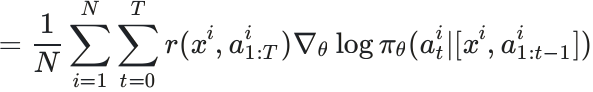 $= \frac{1}{N} \sum_{i=1}^{N} \sum_{t=0}^{T} r(x^i, a^i_{1:T}) \nabla_\theta \log \pi_\theta (a^i_t | [x^i, a^i_{1:t-1}])$